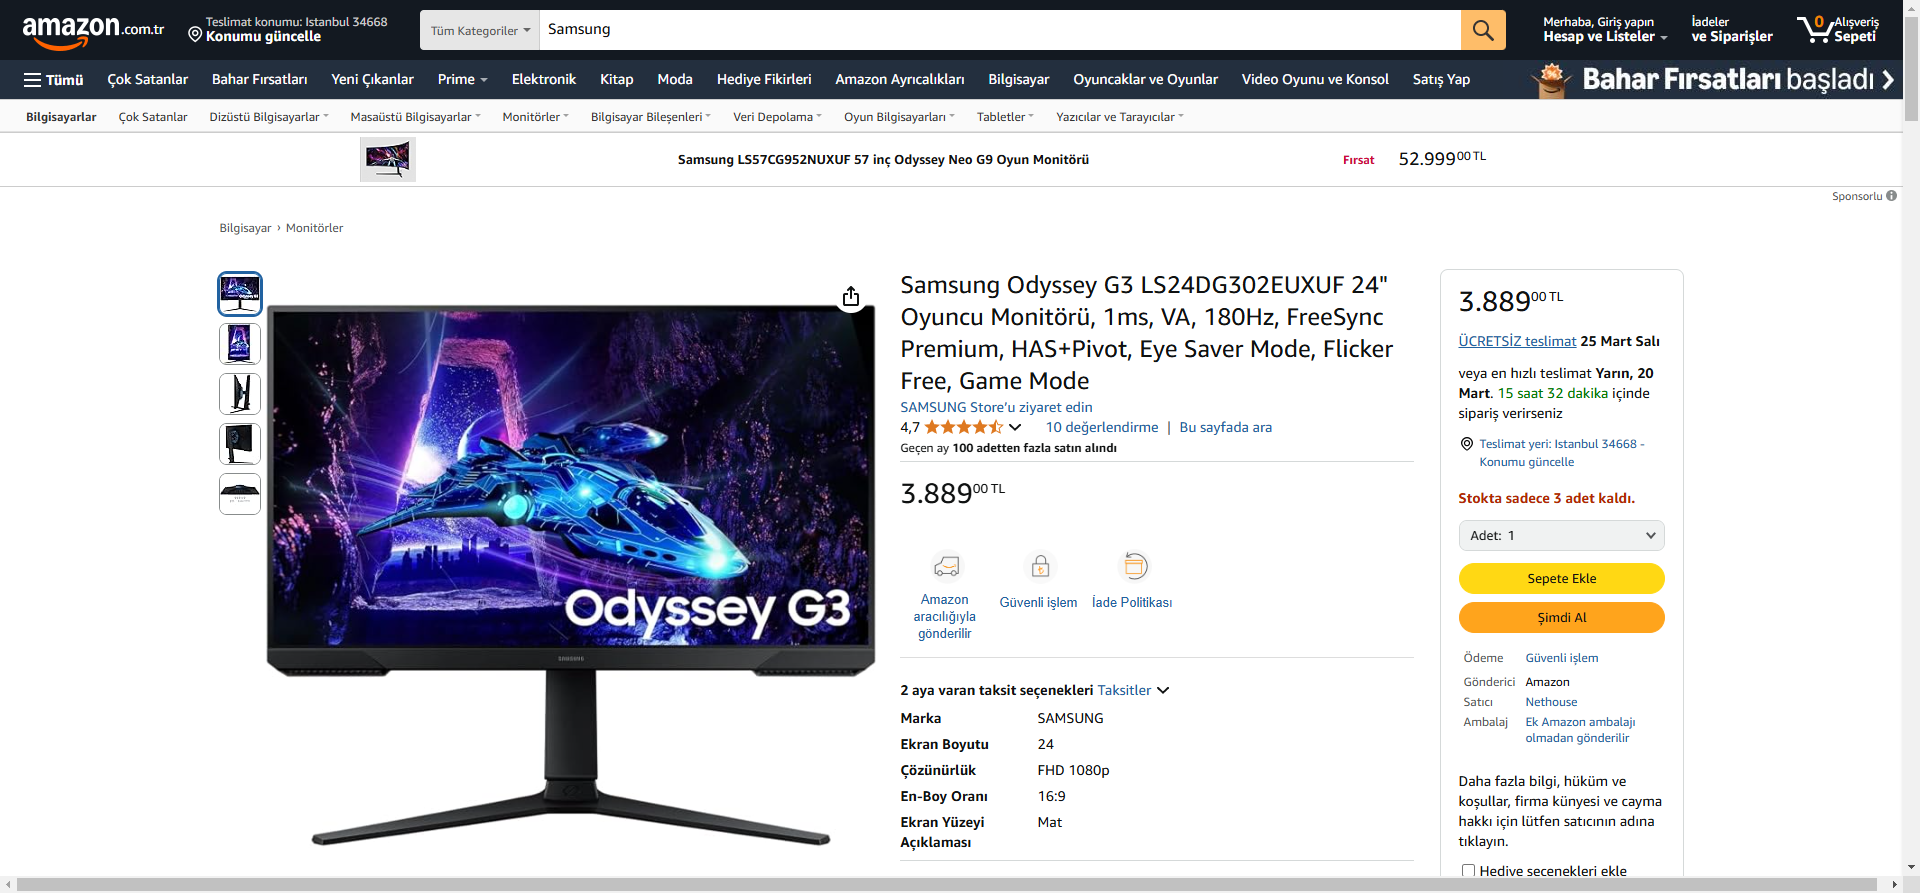 amazon.com.tr
Teslimat konumu: Istanbul 34668
Konumu güncelle
Tüm Kategoriler
Samsung
Merhaba, Giriş yapın
Hesap ve Listeler
İadeler
ve Siparişler
0
Alışveriş
Sepeti
Tümü
Çok Satanlar
Bahar Fırsatları
Yeni Çıkanlar
Prime
Elektronik
Kitap
Moda
Hediye Fikirleri
Amazon Ayrıcalıkları
Bilgisayar
Oyuncaklar ve Oyunlar
Video Oyunu ve Konsol
Satış Yap
Bahar Fırsatları başladı
Bilgisayarlar
Çok Satanlar
Dizüstü Bilgisayarlar
Masaüstü Bilgisayarlar
Monitörler
Bilgisayar Bileşenleri
Veri Depolama
Oyun Bilgisayarları
Tabletler
Yazıcılar ve Tarayıcılar
Samsung LS57CG952NUXUF 57 inç Odyssey Neo G9 Oyun Monitörü
Fırsat
52.99900 TL
Sponsorlu
Bilgisayar › Monitörler
Odyssey G3
SAMSUNG
Samsung Odyssey G3 LS24DG302EUXUF 24"
Oyuncu Monitörü, 1ms, VA, 180Hz, FreeSync
Premium, HAS+Pivot, Eye Saver Mode, Flicker
Free, Game Mode
SAMSUNG Store'u ziyaret edin
4,7
10 değerlendirme | Bu sayfada ara
Geçen ay 100 adetten fazla satın alındı
3.88900 TL
Amazon
aracılığıyla
gönderilir
Güvenli işlem
İade Politikası
2 aya varan taksit seçenekleri Taksitler
Marka SAMSUNG
Ekran Boyutu 24
Çözünürlük FHD 1080p
En-Boy Oranı 16:9
Ekran Yüzeyi Mat
Açıklaması
3.88900 TL
ÜCRETSİZ teslimat 25 Mart Salı
veya en hızlı teslimat Yarın, 20
Mart. 15 saat 32 dakika içinde
sipariş verirseniz
Teslimat yeri: Istanbul 34668 -
Konumu güncelle
Stokta sadece 3 adet kaldı.
Adet: 1
Sepete Ekle
Şimdi Al
Ödeme Güvenli işlem
Gönderici Amazon
Satıcı Nethouse
Ambalaj Ek Amazon ambalajı
olmadan gönderilir
Daha fazla bilgi, hüküm ve
koşullar, firma künyesi ve cayma
hakkı için lütfen satıcının adına
tıklayın.
Hediye seçenekleri ekle